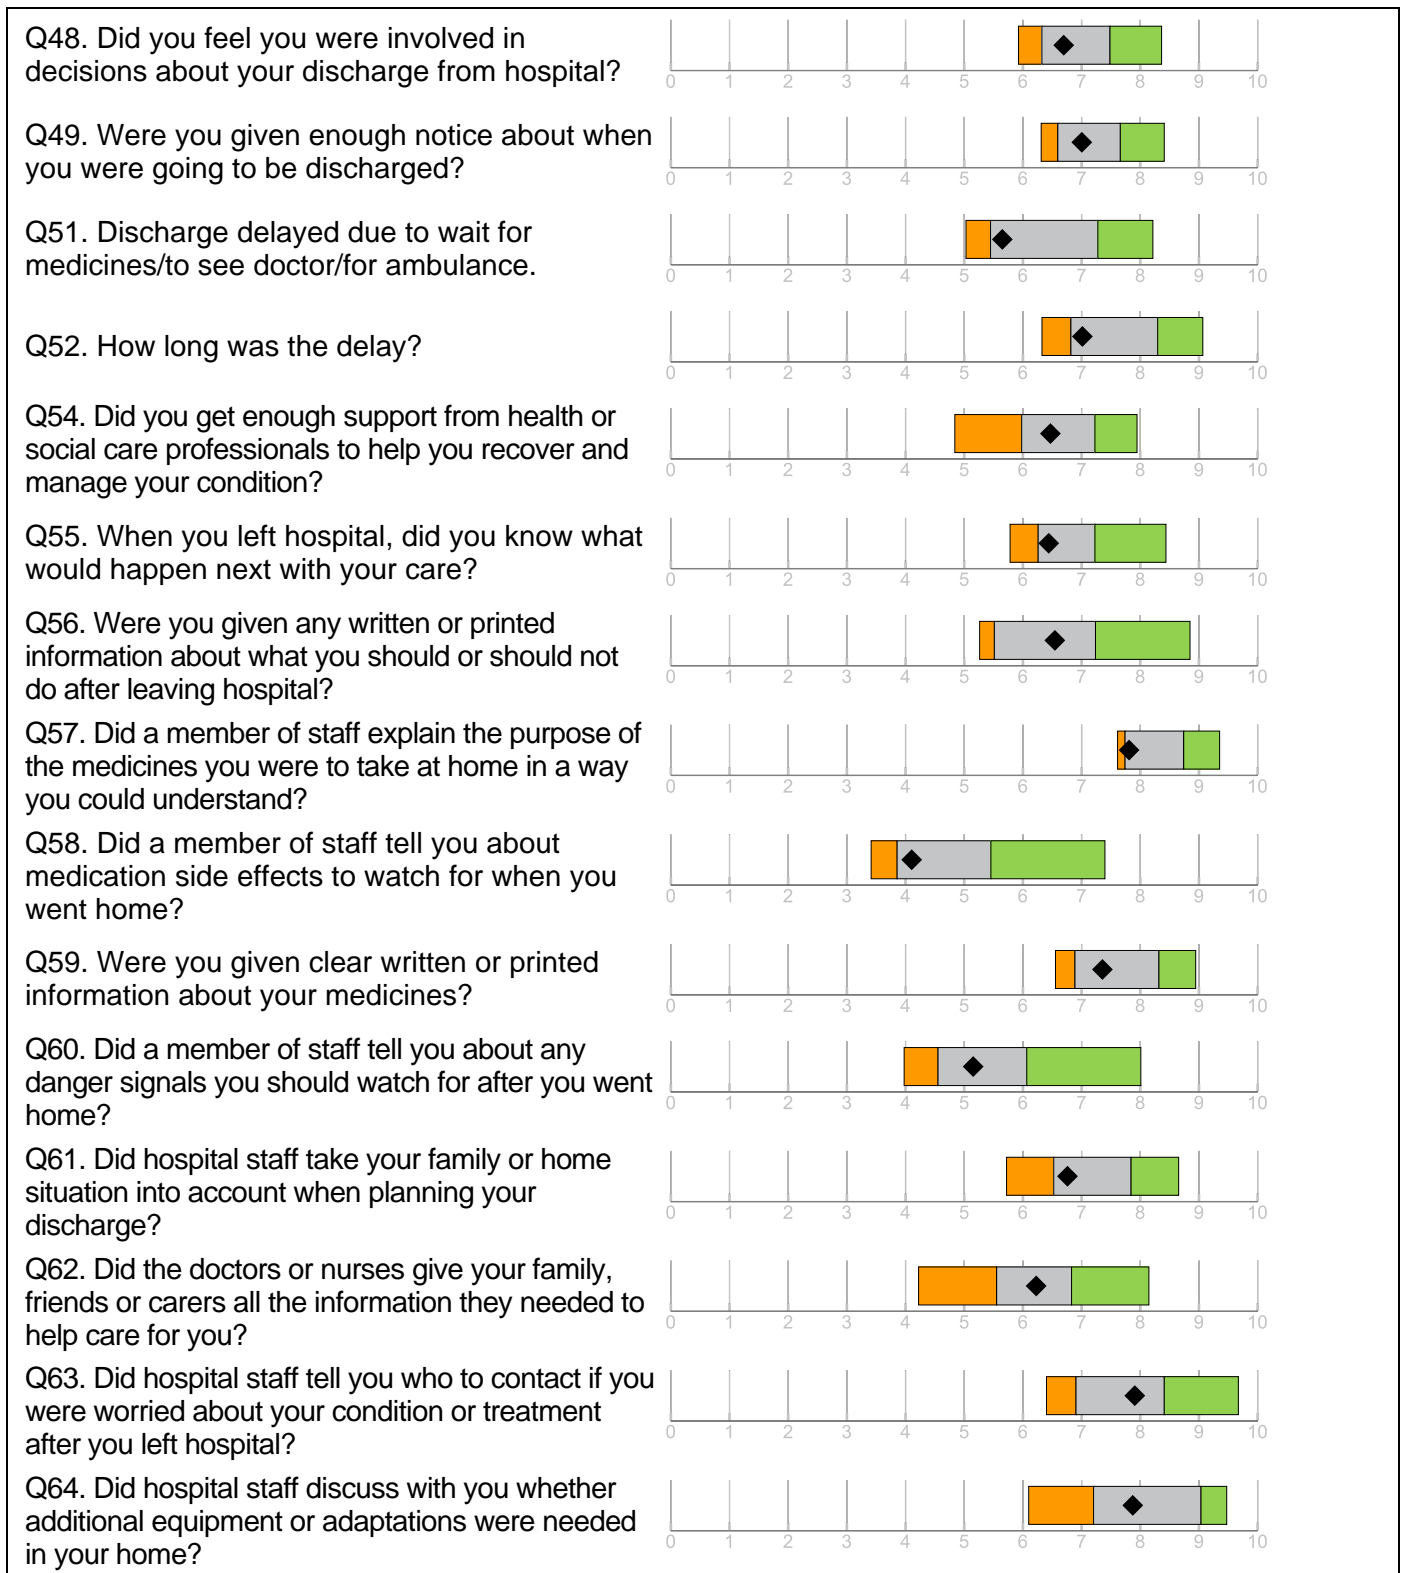 Q48. Did you feel you were involved in
decisions about your discharge from hospital?
0 1 2 3 4 5 6 7 8 9 10
Q49. Were you given enough notice about when
you were going to be discharged?
0 1 2 3 4 5 6 7 8 9 10
Q51. Discharge delayed due to wait for
medicines/to see doctor/for ambulance.
0 1 2 3 4 5 6 7 8 9 10
Q52. How long was the delay?
0 1 2 3 4 5 6 7 8 9 10
Q54. Did you get enough support from health or
social care professionals to help you recover and
manage your condition?
0 1 2 3 4 5 6 7 8 9 10
Q55. When you left hospital, did you know what
would happen next with your care?
0 1 2 3 4 5 6 7 8 9 10
Q56. Were you given any written or printed
information about what you should or should not
do after leaving hospital?
0 1 2 3 4 5 6 7 8 9 10
Q57. Did a member of staff explain the purpose of
the medicines you were to take at home in a way
you could understand?
0 1 2 3 4 5 6 7 8 9 10
Q58. Did a member of staff tell you about
medication side effects to watch for when you
went home?
0 1 2 3 4 5 6 7 8 9 10
Q59. Were you given clear written or printed
information about your medicines?
0 1 2 3 4 5 6 7 8 9 10
Q60. Did a member of staff tell you about any
danger signals you should watch for after you went
home?
0 1 2 3 4 5 6 7 8 9 10
Q61. Did hospital staff take your family or home
situation into account when planning your
discharge?
0 1 2 3 4 5 6 7 8 9 10
Q62. Did the doctors or nurses give your family,
friends or carers all the information they needed to
help care for you?
0 1 2 3 4 5 6 7 8 9 10
Q63. Did hospital staff tell you who to contact if you
were worried about your condition or treatment
after you left hospital?
0 1 2 3 4 5 6 7 8 9 10
Q64. Did hospital staff discuss with you whether
additional equipment or adaptations were needed
in your home?
0 1 2 3 4 5 6 7 8 9 10